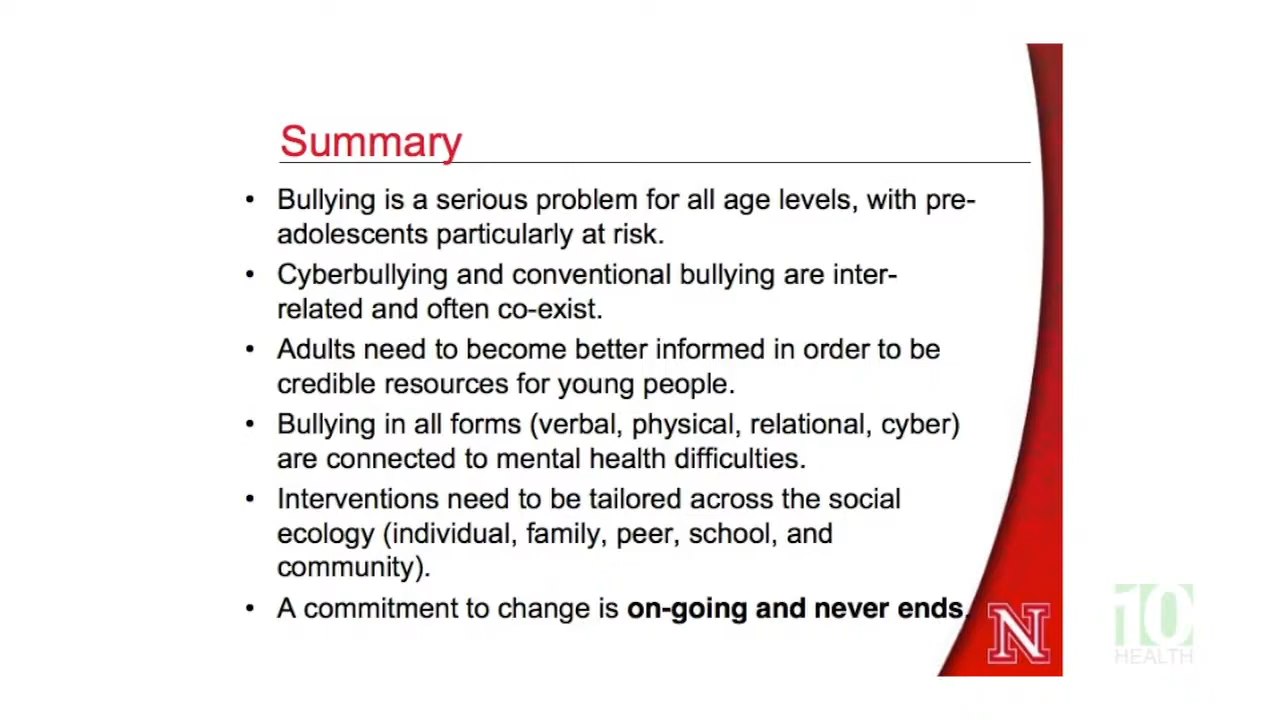 Summary
• Bullying is a serious problem for all age levels, with pre-
adolescents particularly at risk.
• Cyberbullying and conventional bullying are inter-
related and often co-exist.
• Adults need to become better informed in order to be
credible resources for young people.
• Bullying in all forms (verbal, physical, relational, cyber)
are connected to mental health difficulties.
• Interventions need to be tailored across the social
ecology (individual, family, peer, school, and
community).
• A commitment to change is on-going and never ends.
N
10
HEALTH